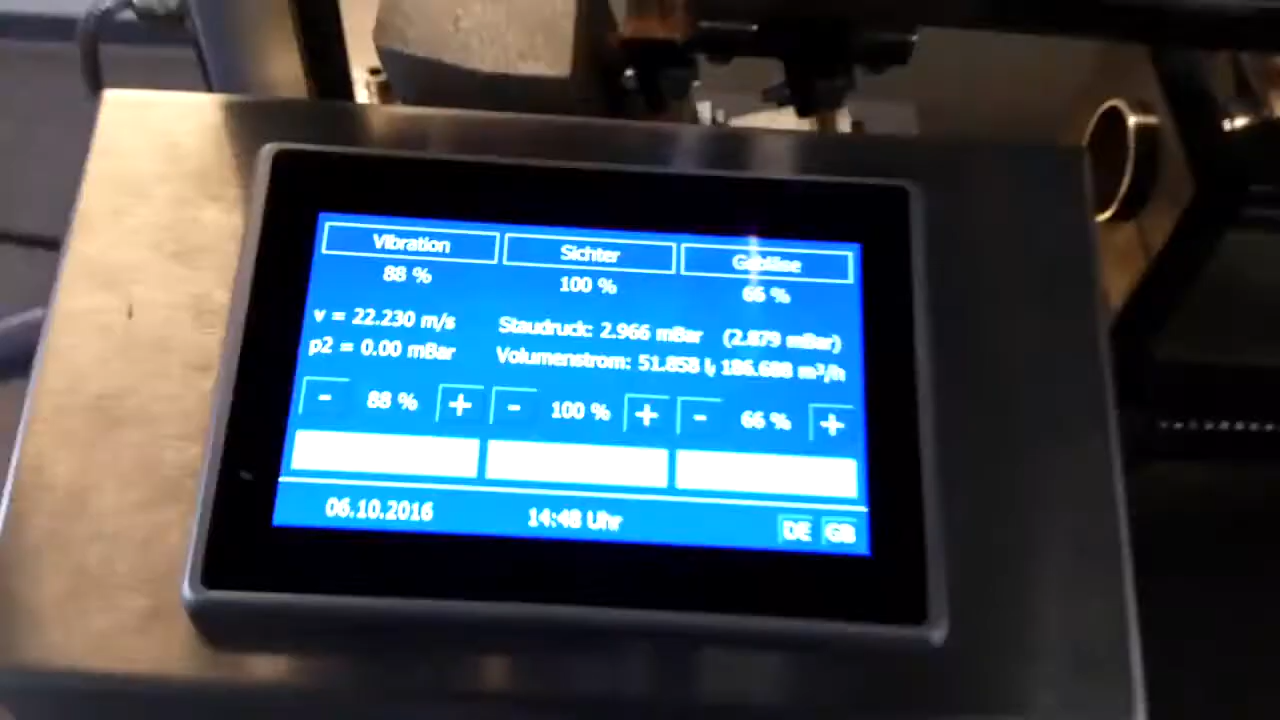 Vibration Sichter Gebläse
88 % 100 % 66 %
v = 22.230 m/s Staudruck: 2.966 mBar (2.879 mBar)
p2 = 0.00 mBar Volumenstrom: 51.858 l, 186.688 m³/h
- 88 % + - 100 % + - 66 % +
06.10.2016 14:48 Uhr DE GB